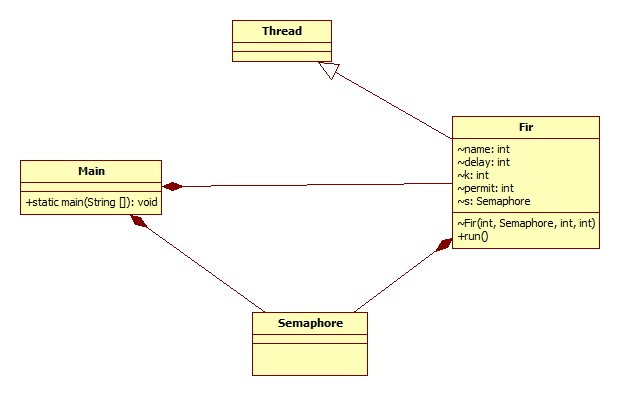 Thread
Fir
~name: int
~delay: int
~k: int
~permit: int
~s: Semaphore
~Fir(int, Semaphore, int, int)
+run()
Main
+static main(String []): void
Semaphore